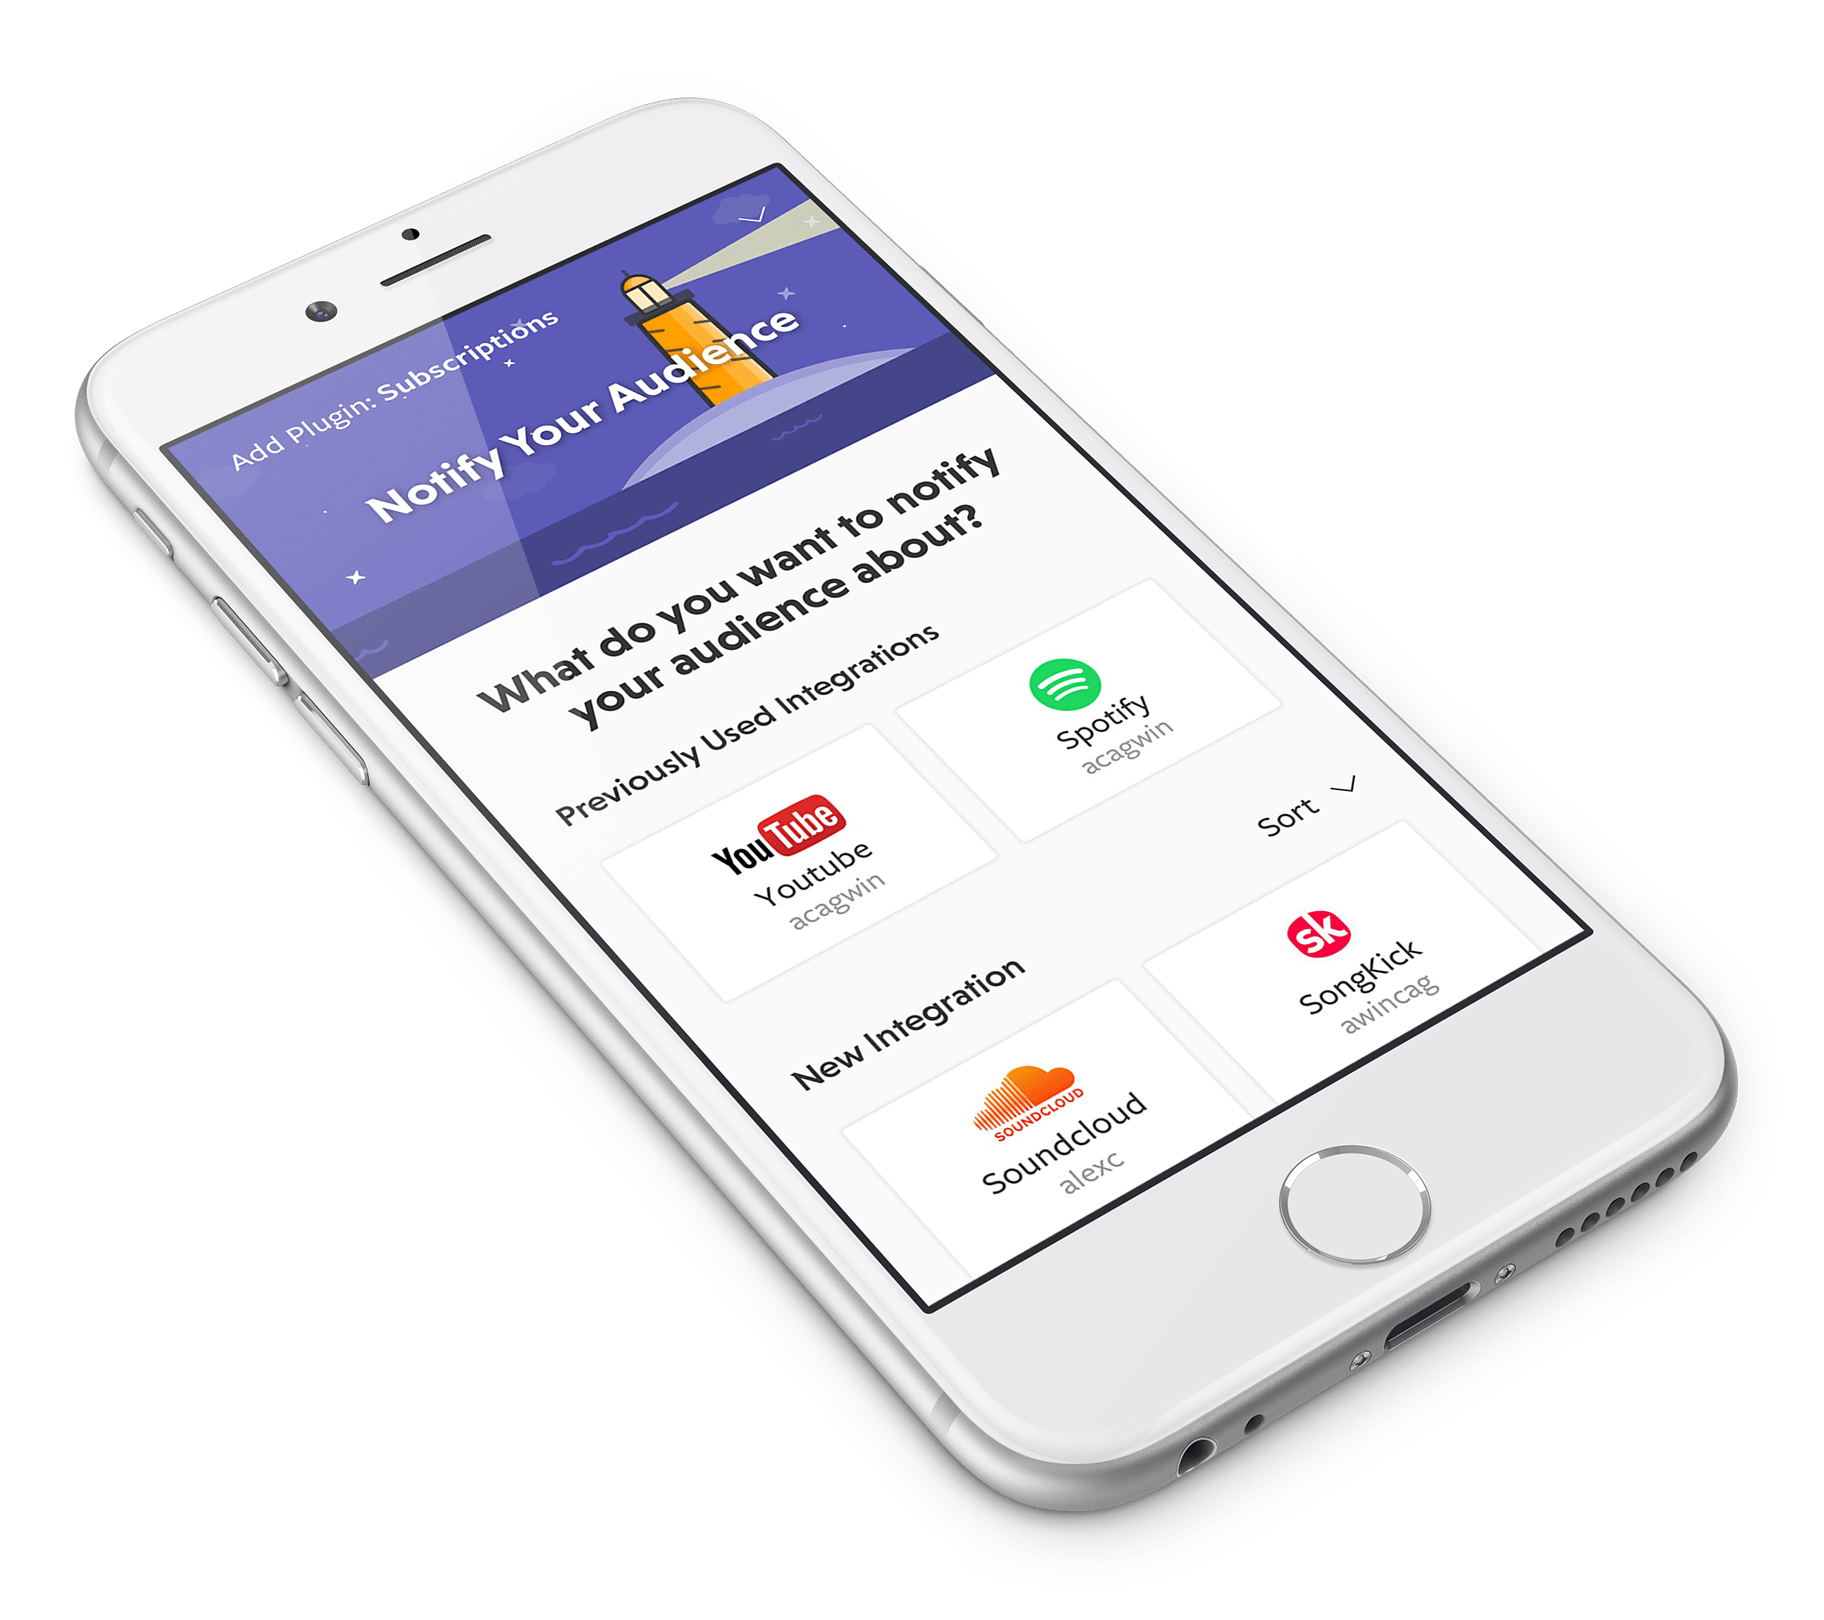 Add Plugin: Subscriptions
Notify Your Audience
What do you want to notify
your audience about?
Previously Used Integrations
YouTube
Youtube
acagwin
Spotify
acagwin
New Integration
Sort
SOUNDCLOUD
Soundcloud
alexc
sk
SongKick
awincag